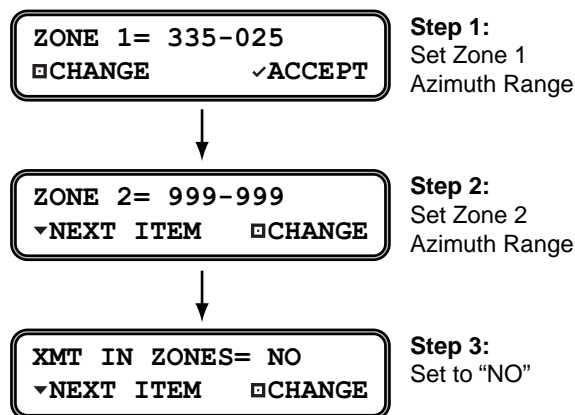 ZONE 1= 335-025
⊡CHANGE ✓ACCEPT
Step 1:
Set Zone 1
Azimuth Range
ZONE 2= 999-999
▼NEXT ITEM ⊡CHANGE
Step 2:
Set Zone 2
Azimuth Range
XMT IN ZONES= NO
▼NEXT ITEM ⊡CHANGE
Step 3:
Set to “NO”